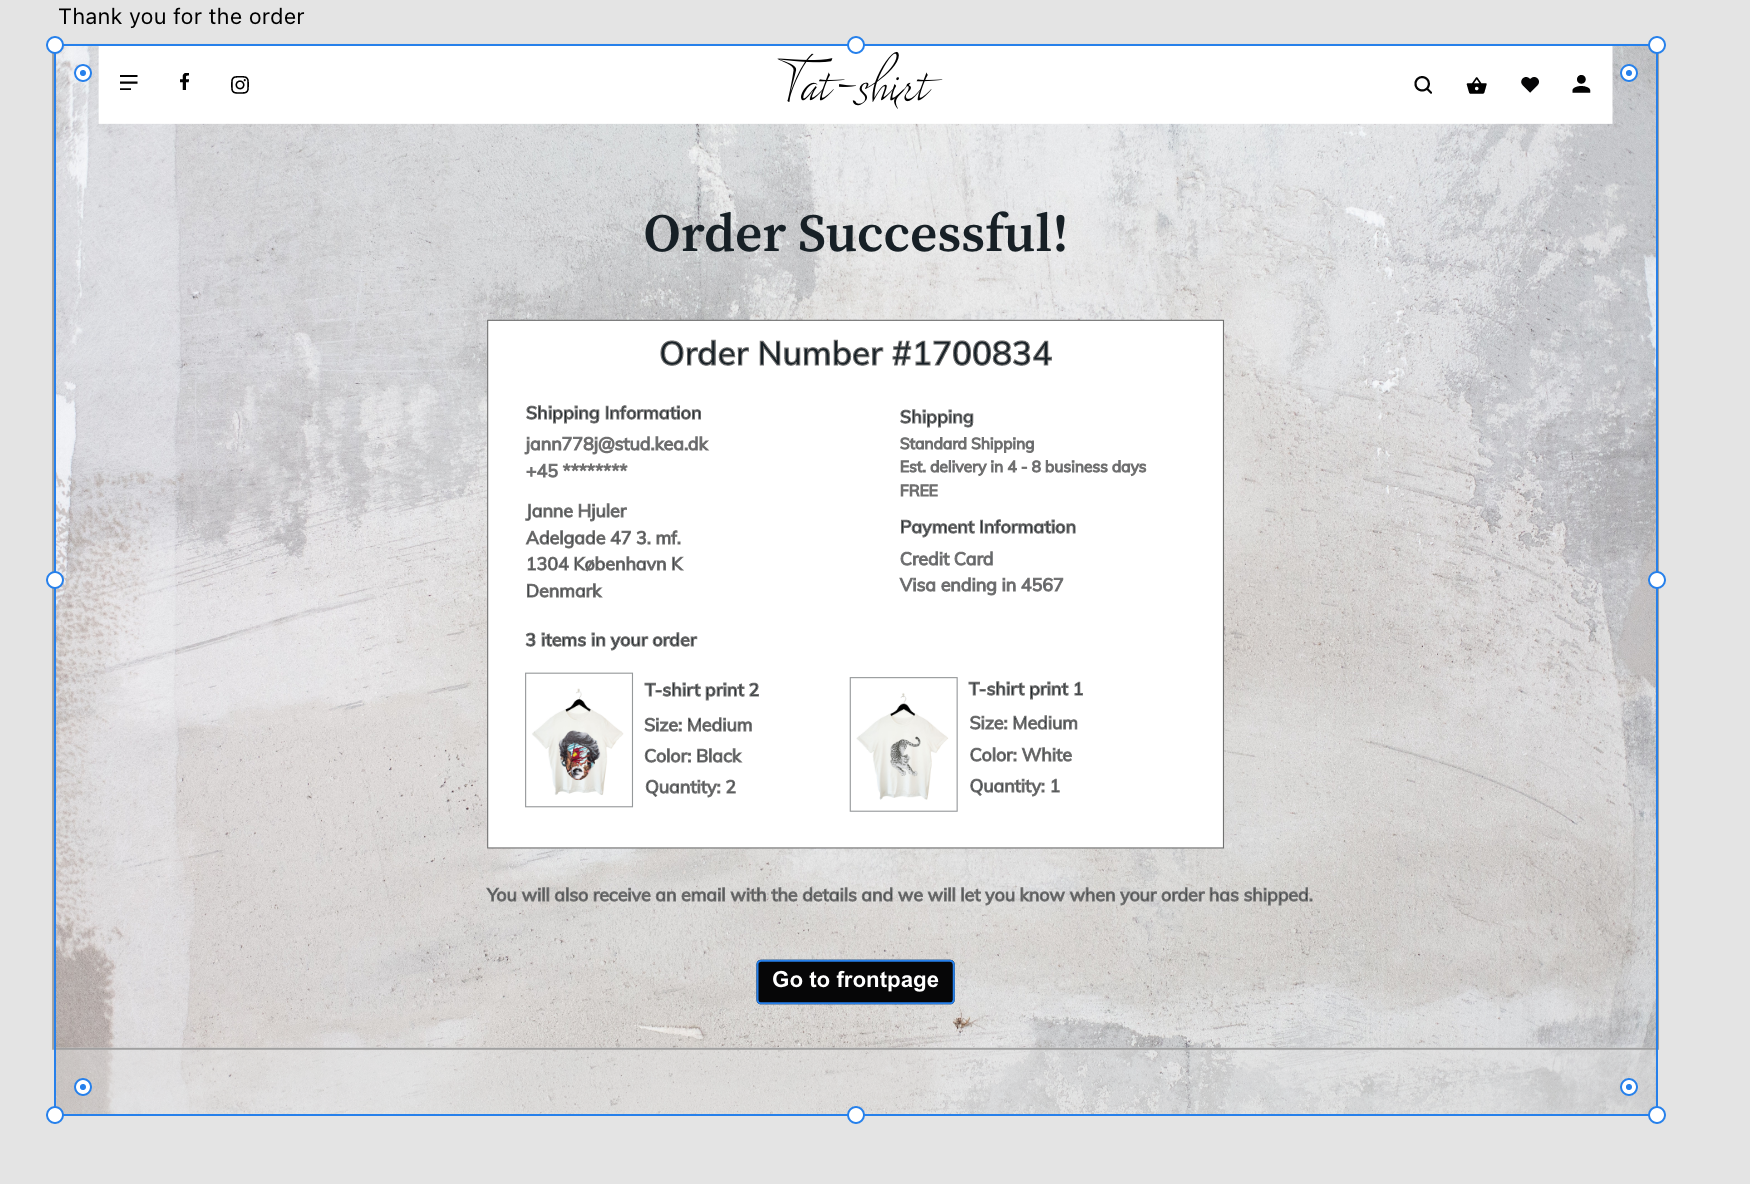 Thank you for the order
Tat-shirt
Order Successful!
Order Number #1700834
Shipping Information
jann778j@stud.kea.dk
+45 ********
Janne Hjuler
Adelgade 47 3. mf.
1304 København K
Denmark
Shipping
Standard Shipping
Est. delivery in 4 - 8 business days
FREE
Payment Information
Credit Card
Visa ending in 4567
3 items in your order
T-shirt print 2
Size: Medium
Color: Black
Quantity: 2
T-shirt print 1
Size: Medium
Color: White
Quantity: 1
You will also receive an email with the details and we will let you know when your order has shipped.
Go to frontpage